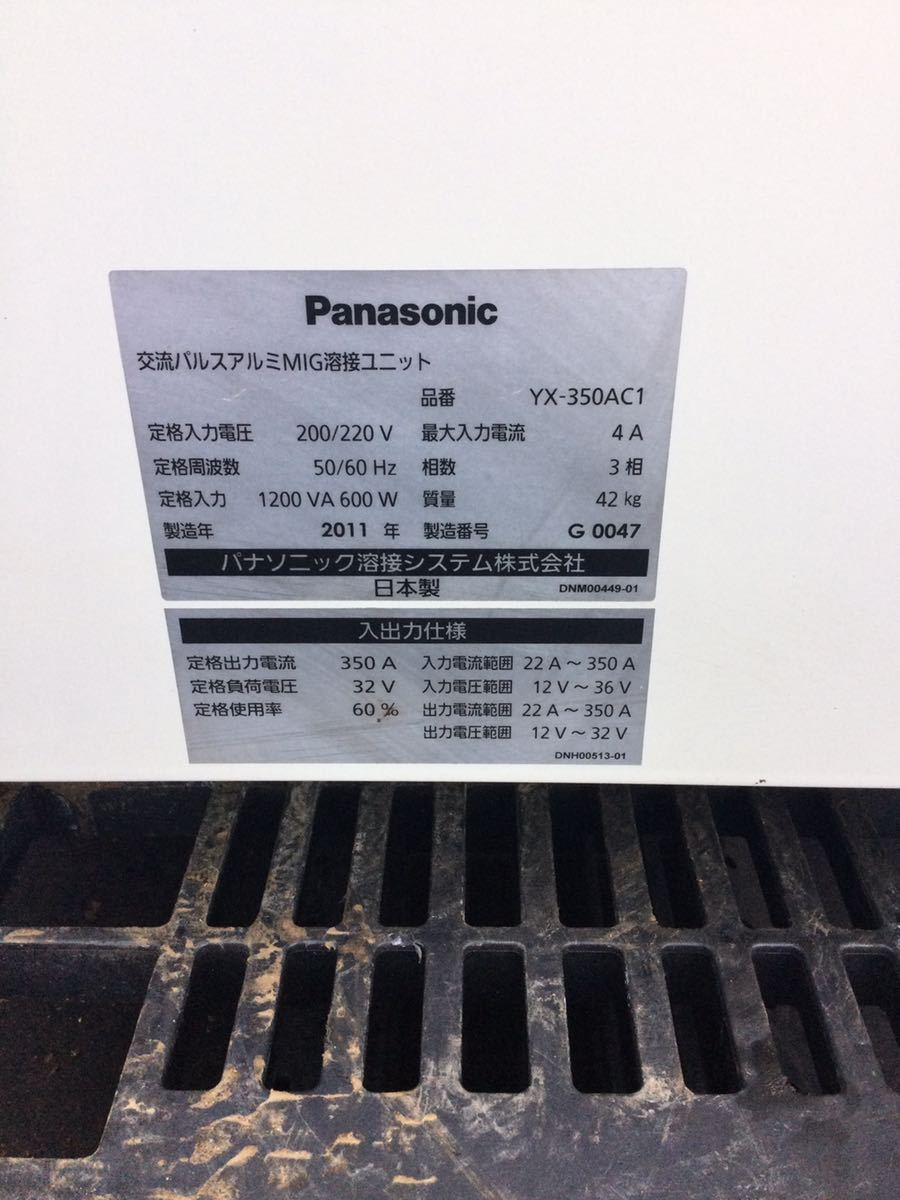 Panasonic
交流パルスアルミMIG溶接ユニット
品番 YX-350AC1
定格入力電圧 200/220 V 最大入力電流 4 A
定格周波数 50/60 Hz 相数 3 相
定格入力 1200 VA 600 W 質量 42 kg
製造年 2011 年 製造番号 G 0047
パナソニック溶接システム株式会社
日本製 DNM00449-01
入出力仕様
定格出力電流 350 A 入力電流範囲 22 A～350 A
定格負荷電圧 32 V 入力電圧範囲 12 V～36 V
定格使用率 60 % 出力電流範囲 22 A～350 A
出力電圧範囲 12 V～32 V
DNH00513-01